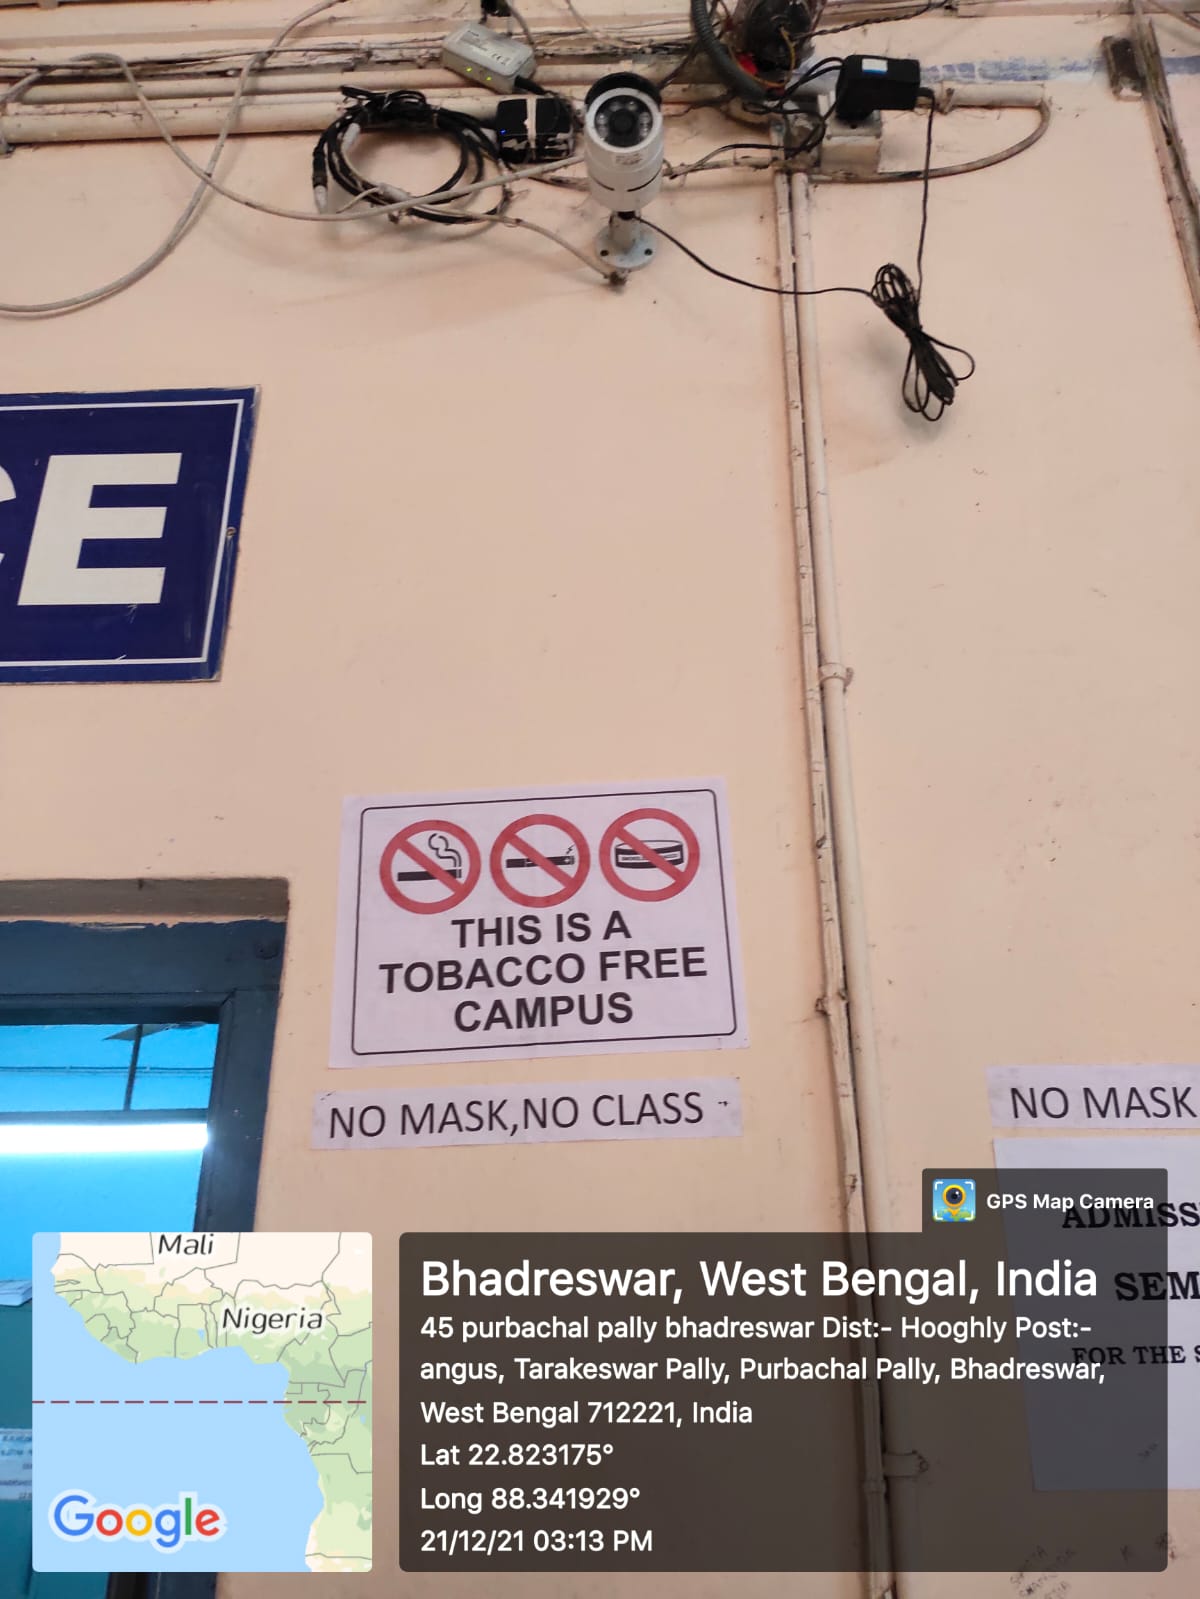 CE
THIS IS A
TOBACCO FREE
CAMPUS
NO MASK,NO CLASS
NO MASK
GPS Map Camera
ADMISS
SEM
FOR THE S
Mali
Nigeria
Google
Bhadreswar, West Bengal, India
45 purbachal pally bhadreswar Dist:- Hooghly Post:-
angus, Tarakeswar Pally, Purbachal Pally, Bhadreswar,
West Bengal 712221, India
Lat 22.823175°
Long 88.341929°
21/12/21 03:13 PM